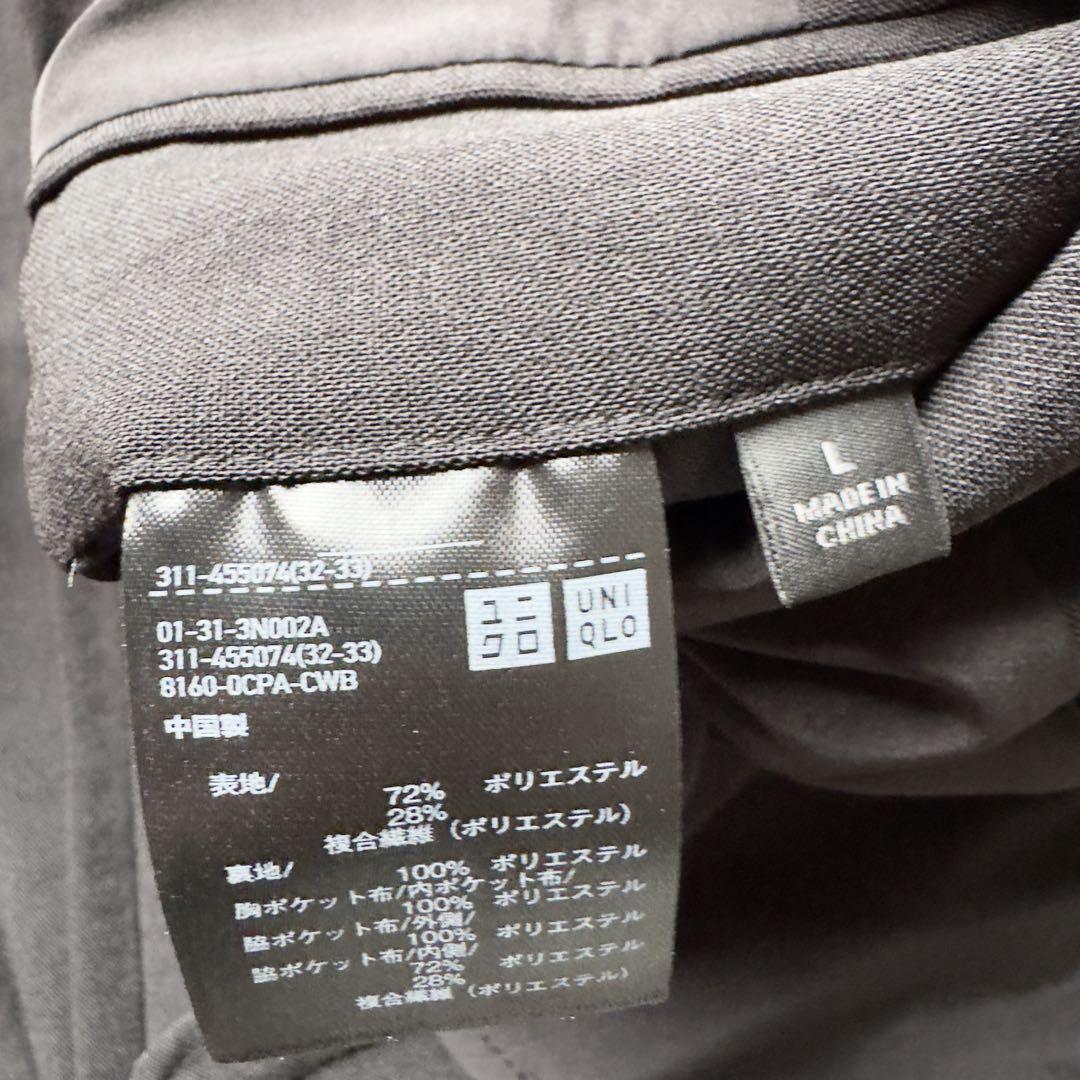 311-455074(32-33)
ユニ
クロ
UNI
QLO
01-31-3N002A
311-455074(32-33)
8160-0CPA-CWB
中国製
表地/
72% ポリエステル
28%
複合繊維(ポリエステル)
裏地/
100% ポリエステル
胸ポケット布/内ポケット布/
100% ポリエステル
脇ポケット布/外側/
100% ポリエステル
脇ポケット布/内側/
72% ポリエステル
28%
複合繊維(ポリエステル)
L
MADE IN
CHINA